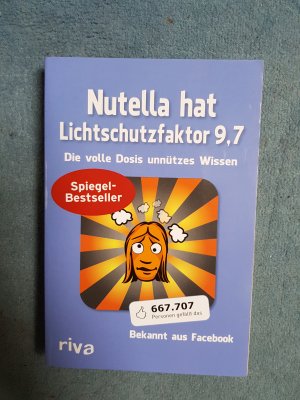 Nutella hat
Lichtschutzfaktor 9,7
Die volle Dosis unnützes Wissen
Spiegel-
Bestseller
667.707
Personen gefällt das
Bekannt aus Facebook
riva